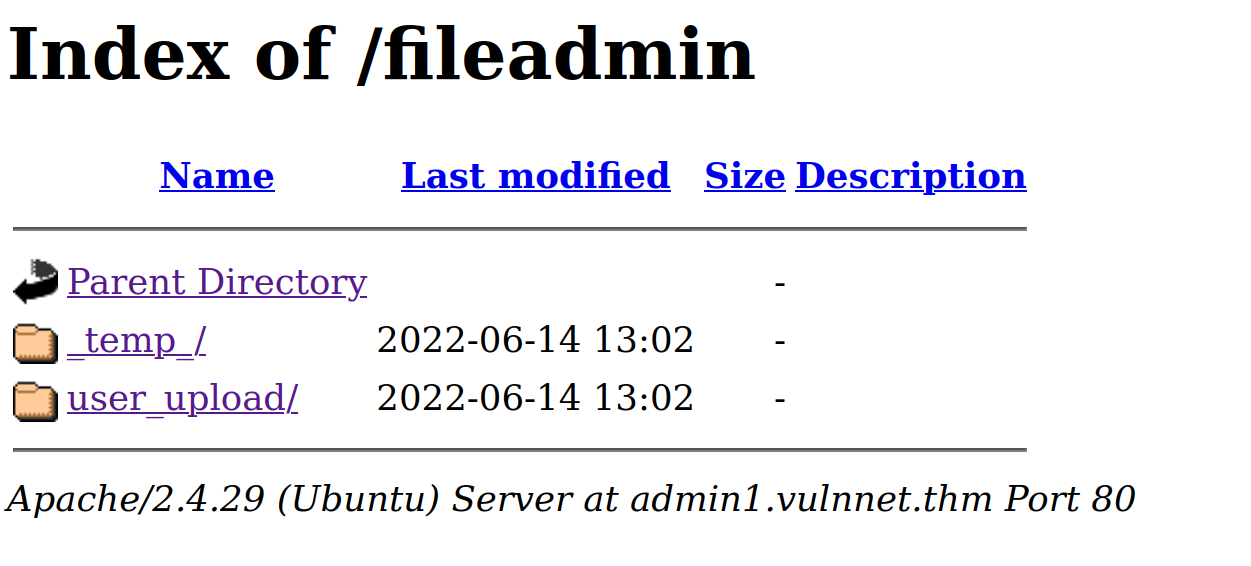 Index of /fileadmin
Name Last modified Size Description
Parent Directory -
_temp_/ 2022-06-14 13:02 -
user_upload/ 2022-06-14 13:02 -
Apache/2.4.29 (Ubuntu) Server at admin1.vulnnet.thm Port 80